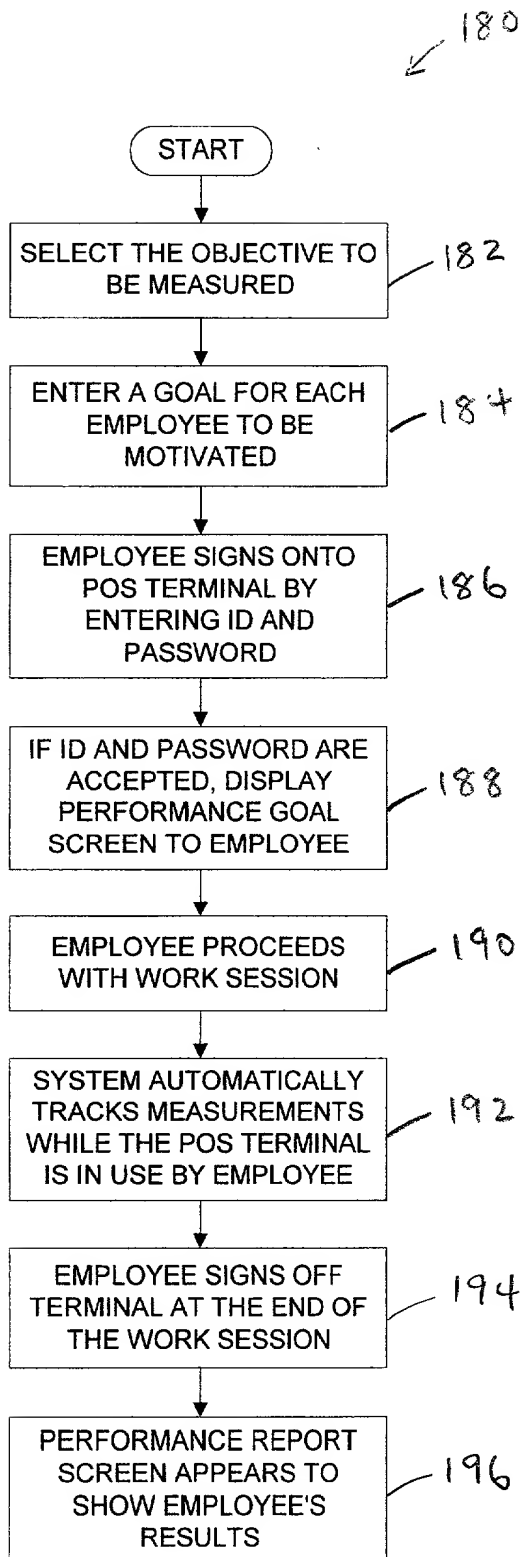 180
START
SELECT THE OBJECTIVE TO
BE MEASURED
182
ENTER A GOAL FOR EACH
EMPLOYEE TO BE
MOTIVATED
184
EMPLOYEE SIGNS ONTO
POS TERMINAL BY
ENTERING ID AND
PASSWORD
186
IF ID AND PASSWORD ARE
ACCEPTED, DISPLAY
PERFORMANCE GOAL
SCREEN TO EMPLOYEE
188
EMPLOYEE PROCEEDS
WITH WORK SESSION
190
SYSTEM AUTOMATICALLY
TRACKS MEASUREMENTS
WHILE THE POS TERMINAL
IS IN USE BY EMPLOYEE
192
EMPLOYEE SIGNS OFF
TERMINAL AT THE END OF
THE WORK SESSION
194
PERFORMANCE REPORT
SCREEN APPEARS TO
SHOW EMPLOYEE'S
RESULTS
196